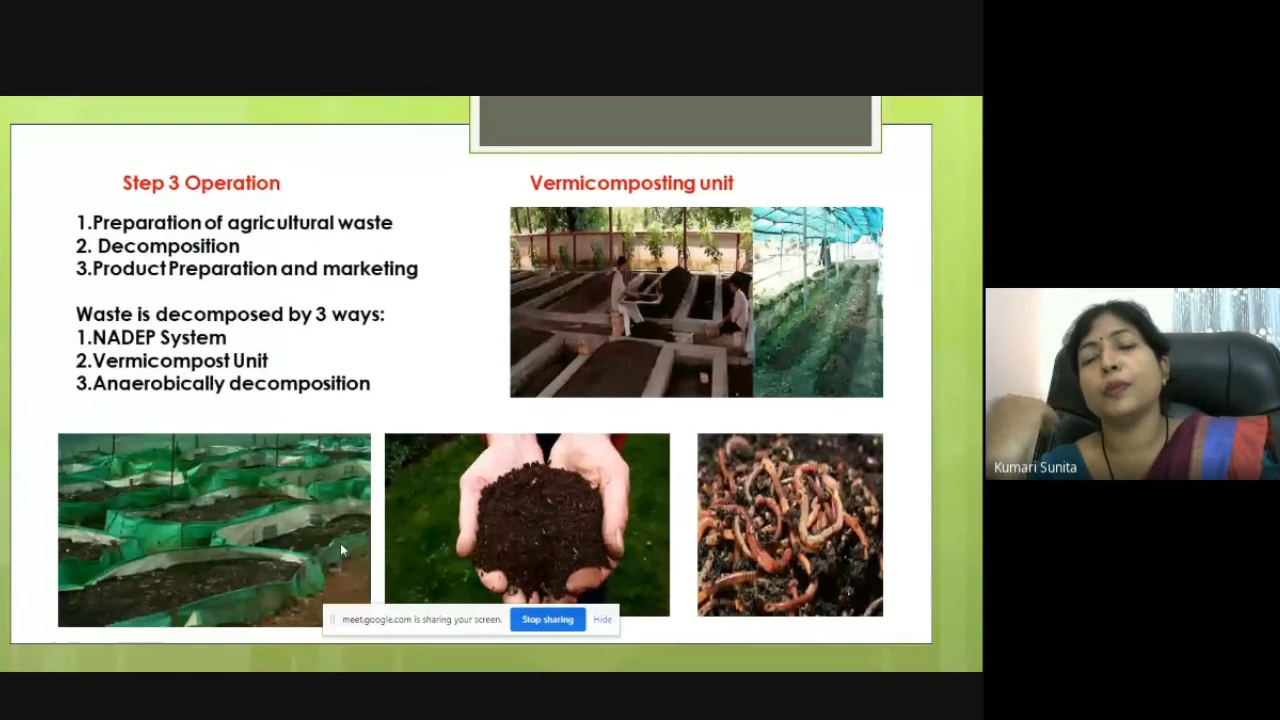 Step 3 Operation
1.Preparation of agricultural waste
2. Decomposition
3.Product Preparation and marketing
Waste is decomposed by 3 ways:
1.NADEP System
2.Vermicompost Unit
3.Anaerobically decomposition
Vermicomposting unit
meet.google.com is sharing your screen.
Stop sharing
Hide
Kumari Sunita